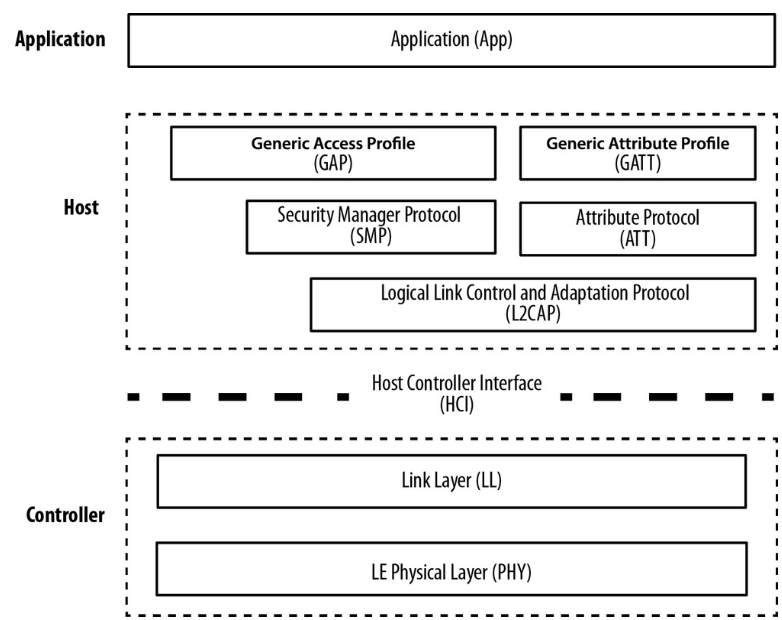 Application
Application (App)
Generic Access Profile
(GAP)
Generic Attribute Profile
(GATT)
Host
Security Manager Protocol
(SMP)
Attribute Protocol
(ATT)
Logical Link Control and Adaptation Protocol
(L2CAP)
Host Controller Interface
(HCI)
Link Layer (LL)
Controller
LE Physical Layer (PHY)